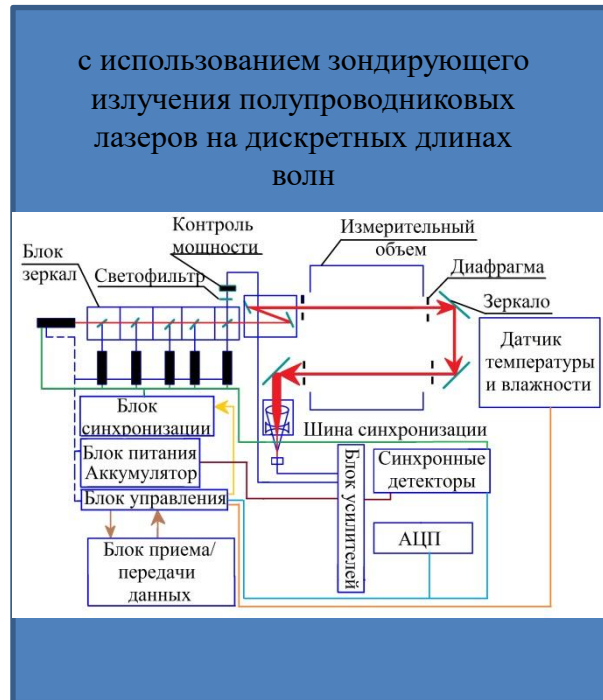 с использованием зондирующего
излучения полупроводниковых
лазеров на дискретных длинах
волн
Контроль
мощности
Измерительный
объем
Блок
зеркал
Светофильтр
Диафрагма
Зеркало
Датчик
температуры
и влажности
Блок
синхронизации
Шина синхронизации
Блок питания
Аккумулятор
Блок усилителей
Синхронные
детекторы
Блок управления
АЦП
Блок приема/
передачи
данных